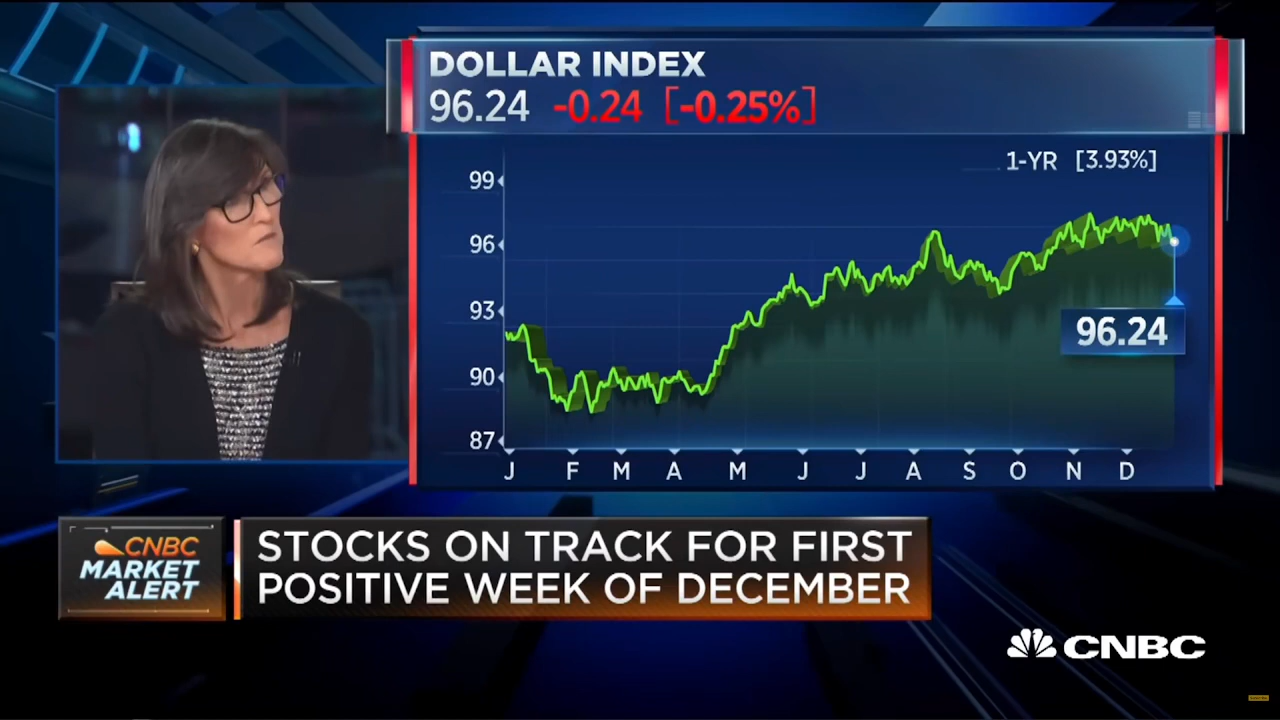 DOLLAR INDEX
96.24 -0.24 [-0.25%]
1-YR [3.93%]
99
96
93
90
87
96.24
J F M A M J J A S O N D
CNBC
MARKET
ALERT
STOCKS ON TRACK FOR FIRST
POSITIVE WEEK OF DECEMBER
CNBC